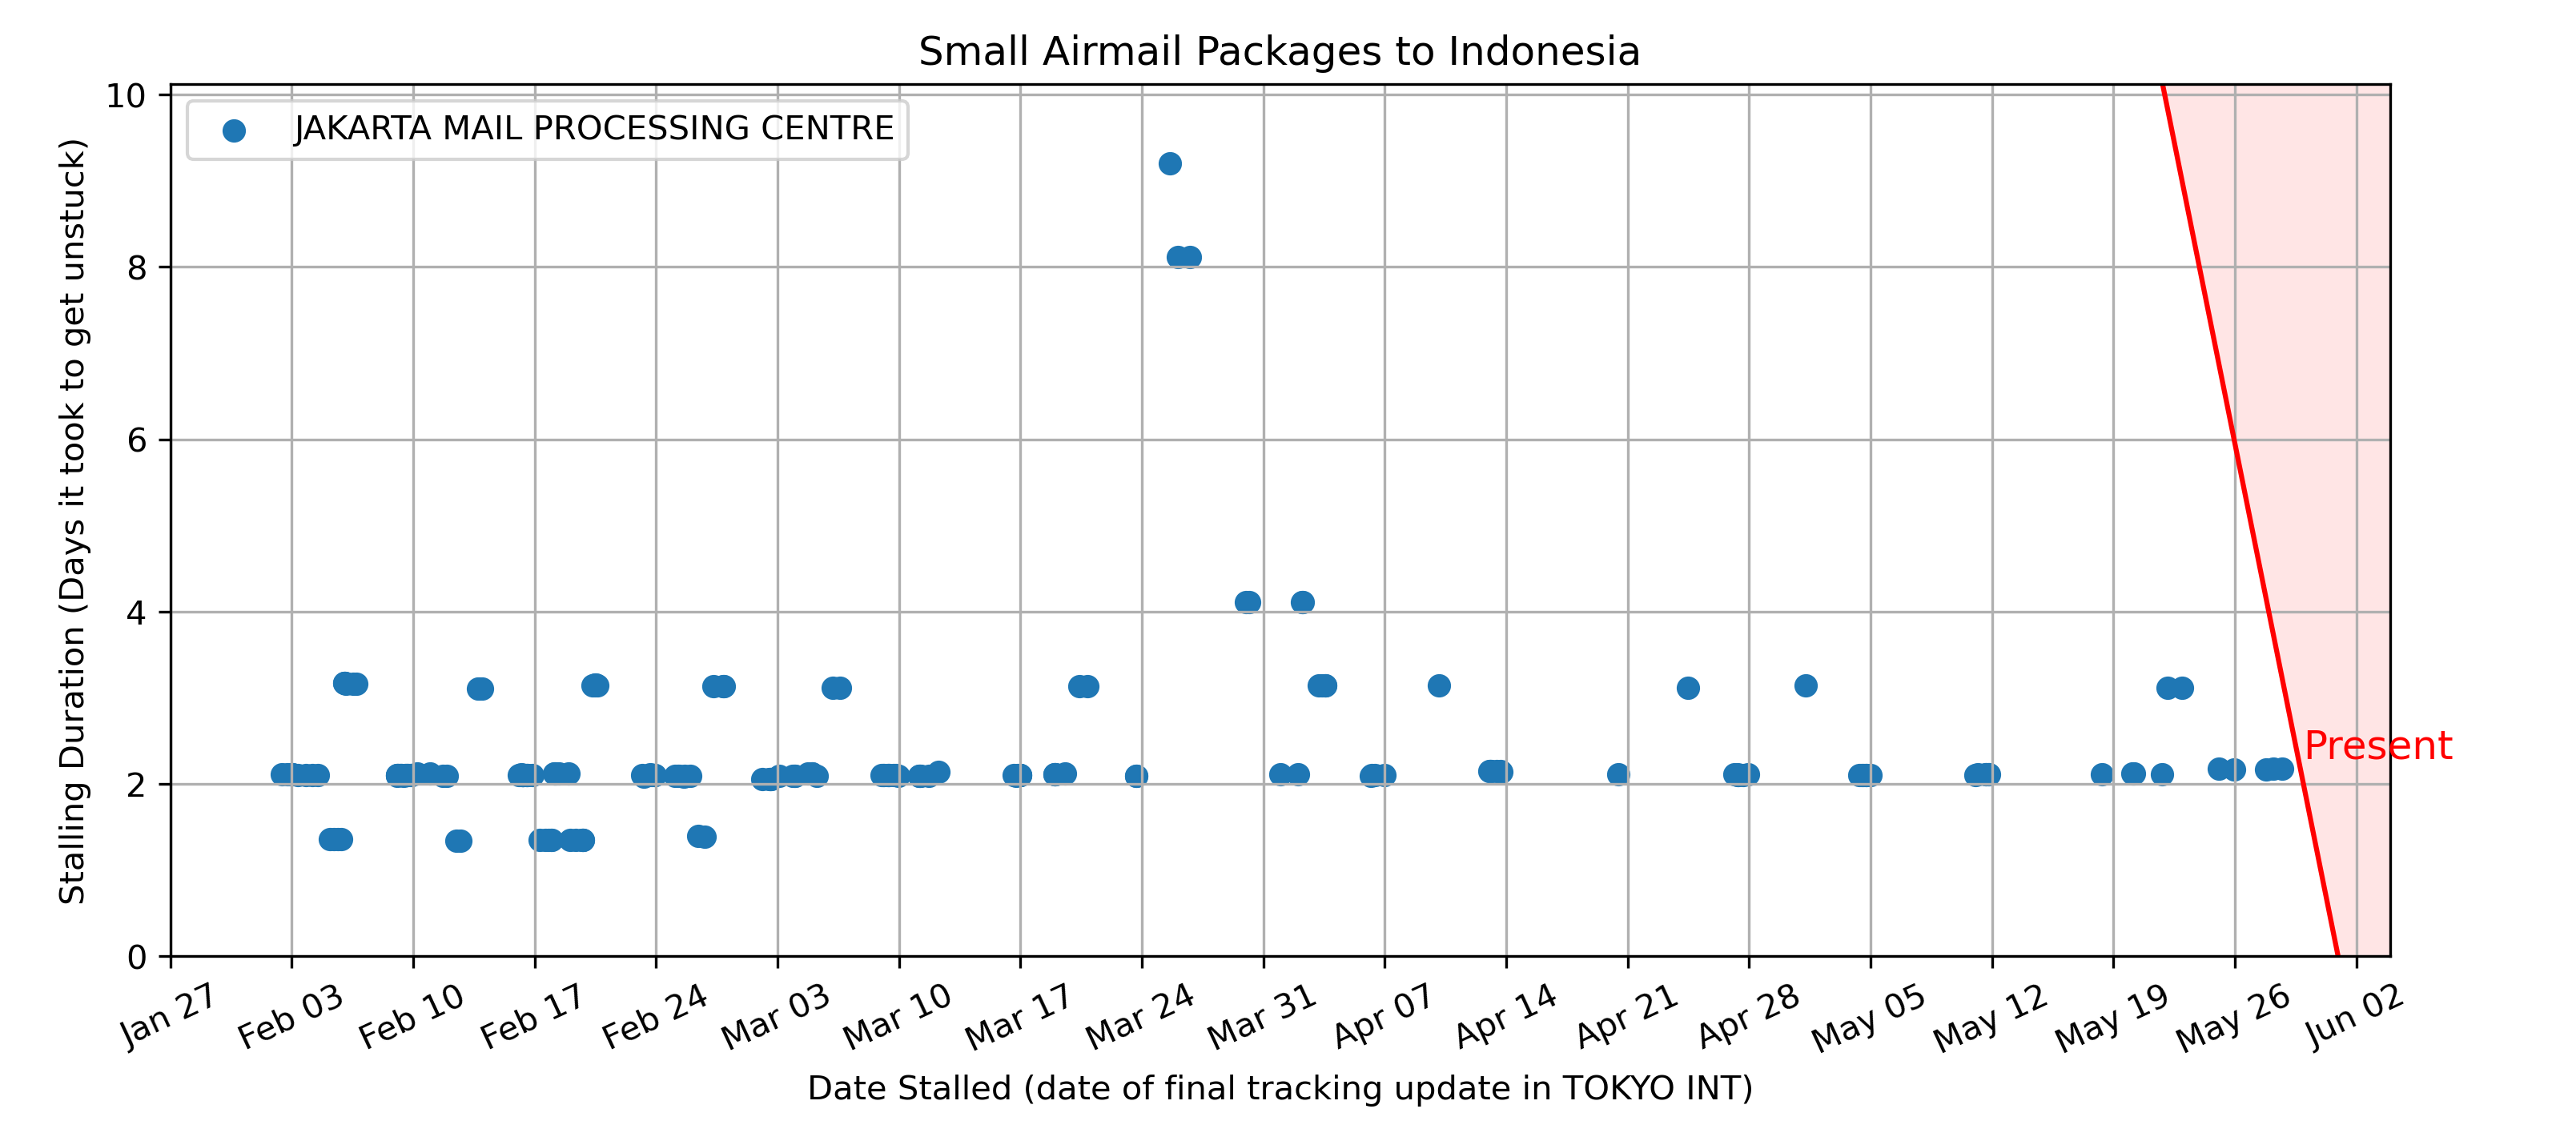 Small Airmail Packages to Indonesia
JAKARTA MAIL PROCESSING CENTRE
Stalling Duration (Days it took to get unstuck)
10
8
6
4
2
0
Present
Jan 27
Feb 03
Feb 10
Feb 17
Feb 24
Mar 03
Mar 10
Mar 17
Mar 24
Mar 31
Apr 07
Apr 14
Apr 21
Apr 28
May 05
May 12
May 19
May 26
Jun 02
Date Stalled (date of final tracking update in TOKYO INT)